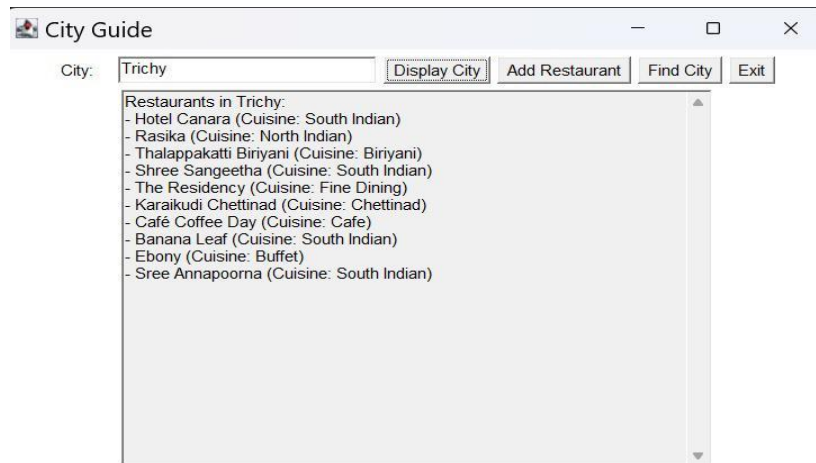 City Guide
City: Trichy Display City Add Restaurant Find City Exit
Restaurants in Trichy:
- Hotel Canara (Cuisine: South Indian)
- Rasika (Cuisine: North Indian)
- Thalappakatti Biriyani (Cuisine: Biriyani)
- Shree Sangeetha (Cuisine: South Indian)
- The Residency (Cuisine: Fine Dining)
- Karaikudi Chettinad (Cuisine: Chettinad)
- Café Coffee Day (Cuisine: Cafe)
- Banana Leaf (Cuisine: South Indian)
- Ebony (Cuisine: Buffet)
- Sree Annapoorna (Cuisine: South Indian)